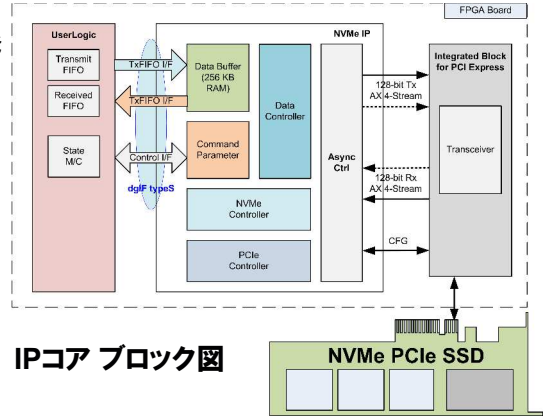 FPGA Board
UserLogic
NVMe IP
Transmit
FIFO
TxFIFO I/F
Data Buffer
(256 KB
RAM)
Received
FIFO
TxFIFO I/F
State
M/C
Control I/F
Command
Parameter
dgIF typeS
Data
Controller
NVMe
Controller
PCIe
Controller
Async
Ctrl
128-bit Tx
AX 4-Stream
128-bit Rx
AX 4-Stream
CFG
Integrated Block
for PCI Express
Transceiver
IPコア ブロック図
NVMe PCIe SSD